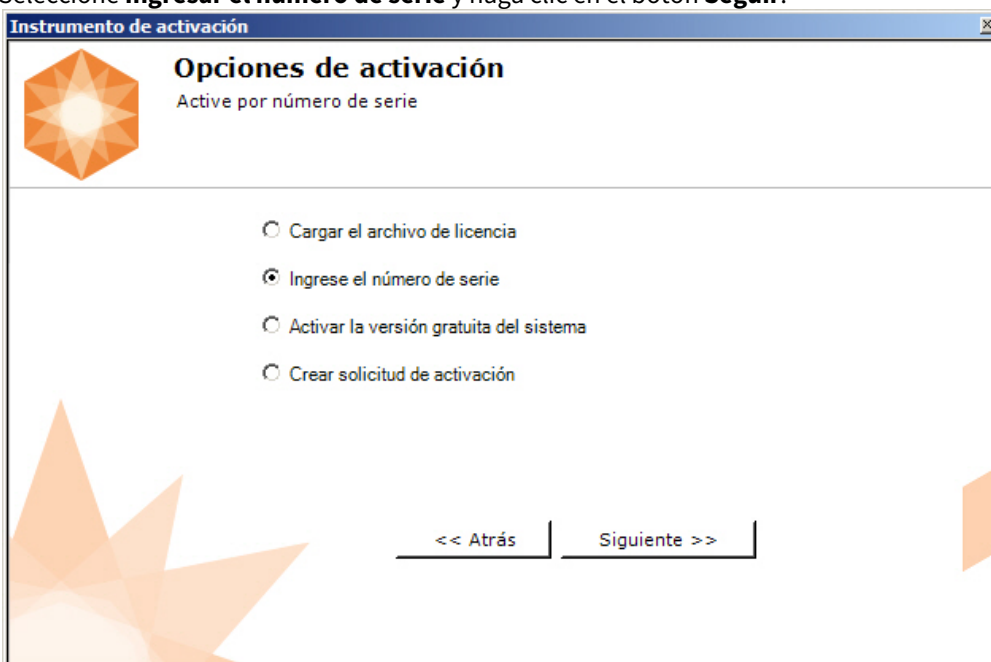 Seleccione Ingresar el número de serie y haga clic en el botón Seguir.
Instrumento de activación
Opciones de activación
Active por número de serie
Cargar el archivo de licencia
Ingrese el número de serie
Activar la versión gratuita del sistema
Crear solicitud de activación
<< Atrás
Siguiente >>